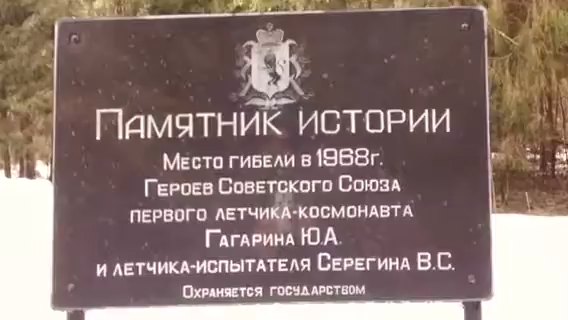 Памятник истории
Место гибели в 1968г.
Героев Советского Союза
первого летчика-космонавта
Гагарина Ю.А.
и летчика-испытателя Серегина В.С.
Охраняется государством